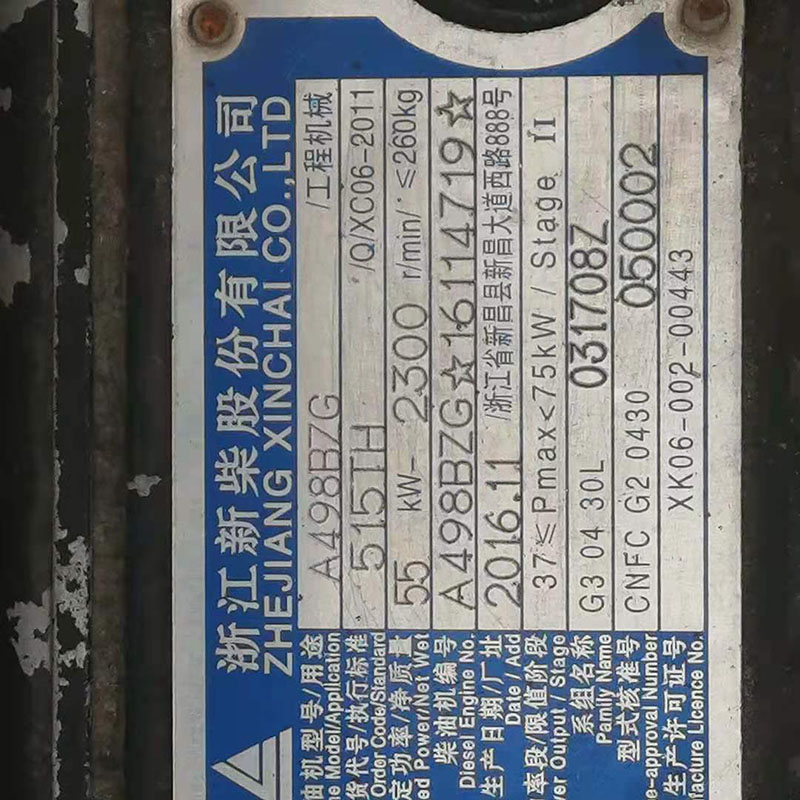 浙江新柴股份有限公司
ZHEJIANG XINCHAI CO.,LTD
油机型号/用途 A498BZG /工程机械
Model/Application
货代号/执行标准 515TH /Q/XC06-2011
Order Code/Standard
定功率/净质量 55 kW- 2300 r/min/ ≤260kg
ed Power/Net Wet
柴油机编号 A498BZG☆16114719☆
Diesel Engine No.
生产日期/厂址 2016.11 /浙江省新昌县新昌大道西路888号
Date / Add
率段/限值阶段 37≤Pmax<75kW / Stage II
er Output / Stage
系组名称 G3 04 30L 031708Z
Family Name
型式核准号 CNFC G2 0430 050002
e-approval Number
生产许可证号 XK06-002-00443
facture Licence No.